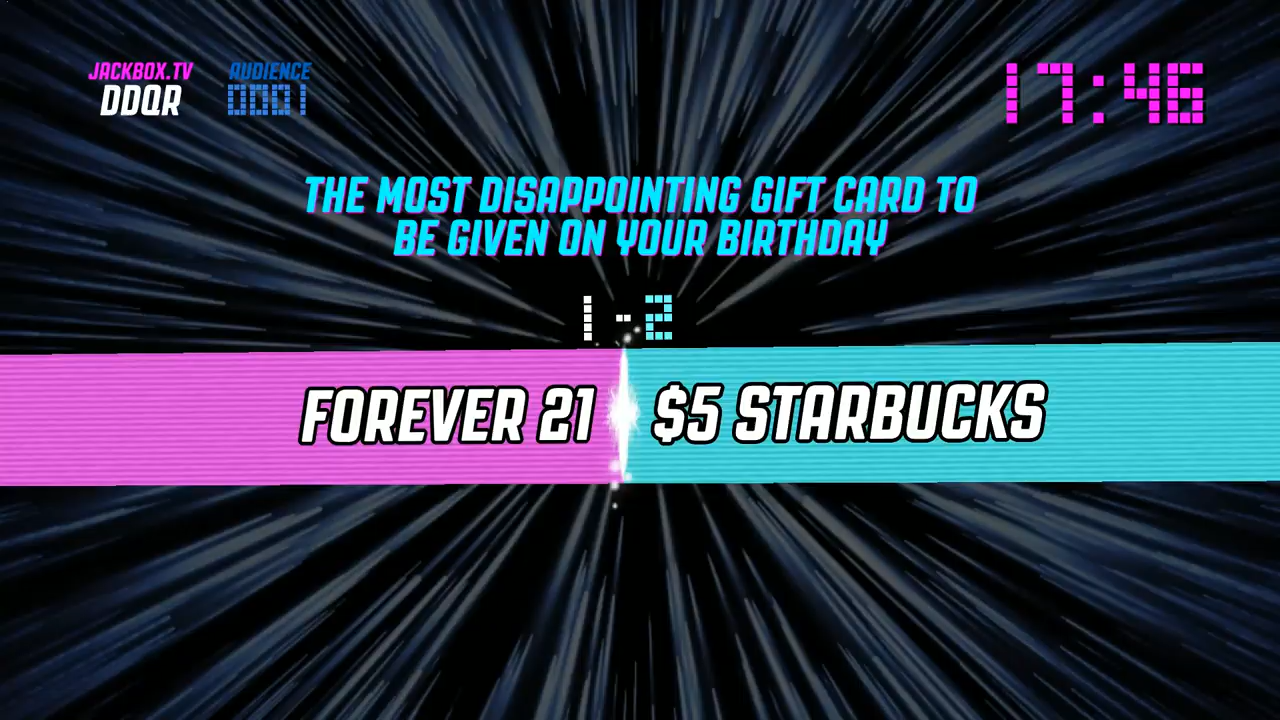 JACKBOX.TV
DDQR
AUDIENCE
0001
17:46
THE MOST DISAPPOINTING GIFT CARD TO
BE GIVEN ON YOUR BIRTHDAY
1-2
FOREVER 21
$5 STARBUCKS